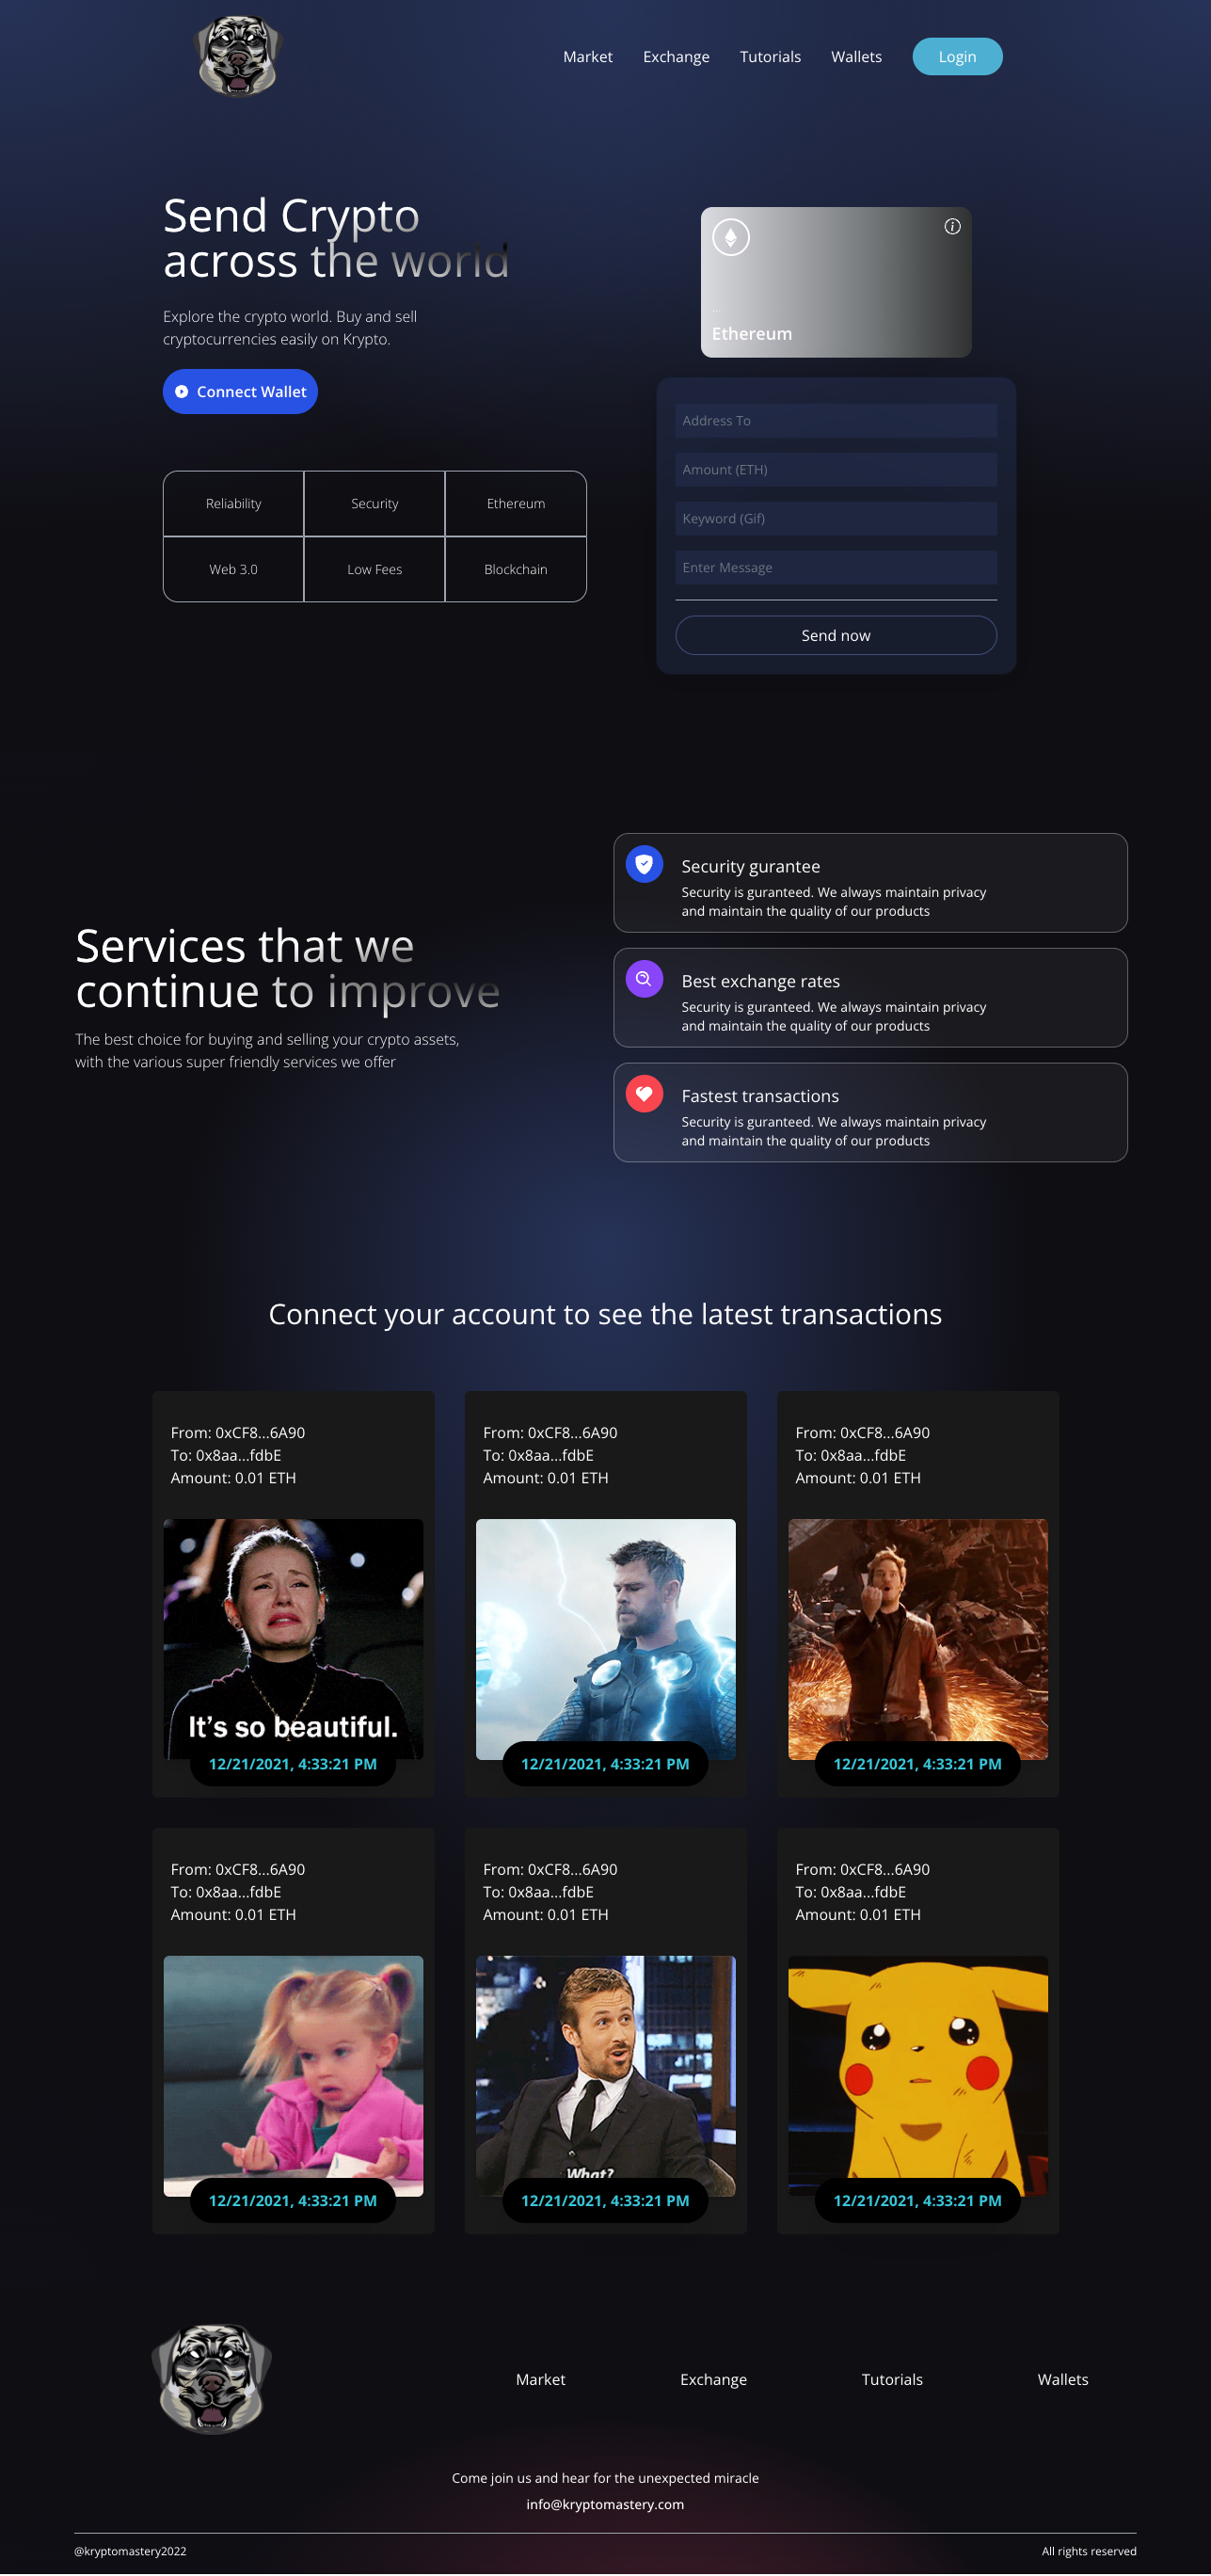 Market Exchange Tutorials Wallets Login
Send Crypto
across the world
Explore the crypto world. Buy and sell
cryptocurrencies easily on Krypto.
Connect Wallet
Reliability Security Ethereum
Web 3.0 Low Fees Blockchain
...
Ethereum
Address To
Amount (ETH)
Keyword (Gif)
Enter Message
Send now
Services that we
continue to improve
The best choice for buying and selling your crypto assets,
with the various super friendly services we offer
Security gurantee
Security is guranteed. We always maintain privacy
and maintain the quality of our products
Best exchange rates
Security is guranteed. We always maintain privacy
and maintain the quality of our products
Fastest transactions
Security is guranteed. We always maintain privacy
and maintain the quality of our products
Connect your account to see the latest transactions
From: 0xCF8...6A90
To: 0x8aa...fdbE
Amount: 0.01 ETH
It's so beautiful.
12/21/2021, 4:33:21 PM
From: 0xCF8...6A90
To: 0x8aa...fdbE
Amount: 0.01 ETH
12/21/2021, 4:33:21 PM
From: 0xCF8...6A90
To: 0x8aa...fdbE
Amount: 0.01 ETH
12/21/2021, 4:33:21 PM
From: 0xCF8...6A90
To: 0x8aa...fdbE
Amount: 0.01 ETH
12/21/2021, 4:33:21 PM
From: 0xCF8...6A90
To: 0x8aa...fdbE
Amount: 0.01 ETH
What?
12/21/2021, 4:33:21 PM
From: 0xCF8...6A90
To: 0x8aa...fdbE
Amount: 0.01 ETH
12/21/2021, 4:33:21 PM
Market Exchange Tutorials Wallets
Come join us and hear for the unexpected miracle
info@kryptomastery.com
@kryptomastery2022 All rights reserved